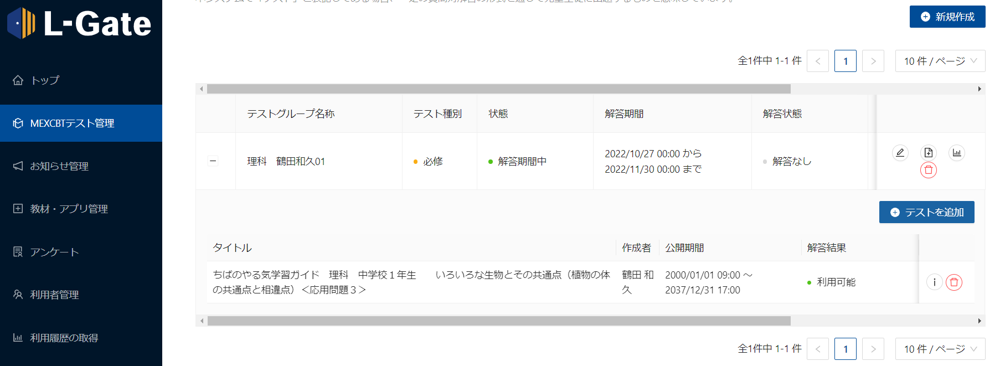 L-Gate
新規作成
トップ
全1件中 1-1 件 < 1 > 10 件 / ページ
テストグループ名称 テスト種別 状態 解答期間 解答状態
MEXCBTテスト管理
理科　鶴田和久01 必修 解答期間中 2022/10/27 00:00 から
2022/11/30 00:00 まで 解答なし
お知らせ管理
教材・アプリ管理
テストを追加
アンケート
タイトル 作成者 公開期間 解答結果
ちばのやる気学習ガイド　理科　中学校１年生　　いろいろな生物とその共通点（植物の体
の共通点と相違点）＜応用問題３＞
鶴田 和
久
2000/01/01 09:00 ～
2037/12/31 17:00
利用可能
利用者管理
利用履歴の取得
全1件中 1-1 件 < 1 > 10 件 / ページ